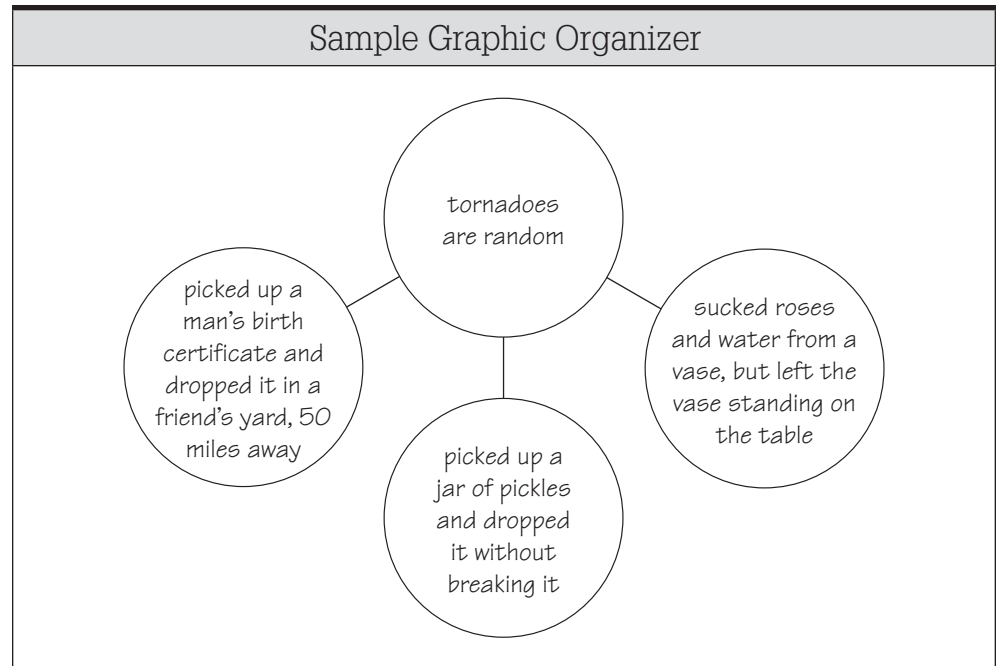 Sample Graphic Organizer
tornadoes
are random
picked up a
man's birth
certificate and
dropped it in a
friend's yard, 50
miles away
picked up a
jar of pickles
and dropped
it without
breaking it
sucked roses
and water from a
vase, but left the
vase standing on
the table